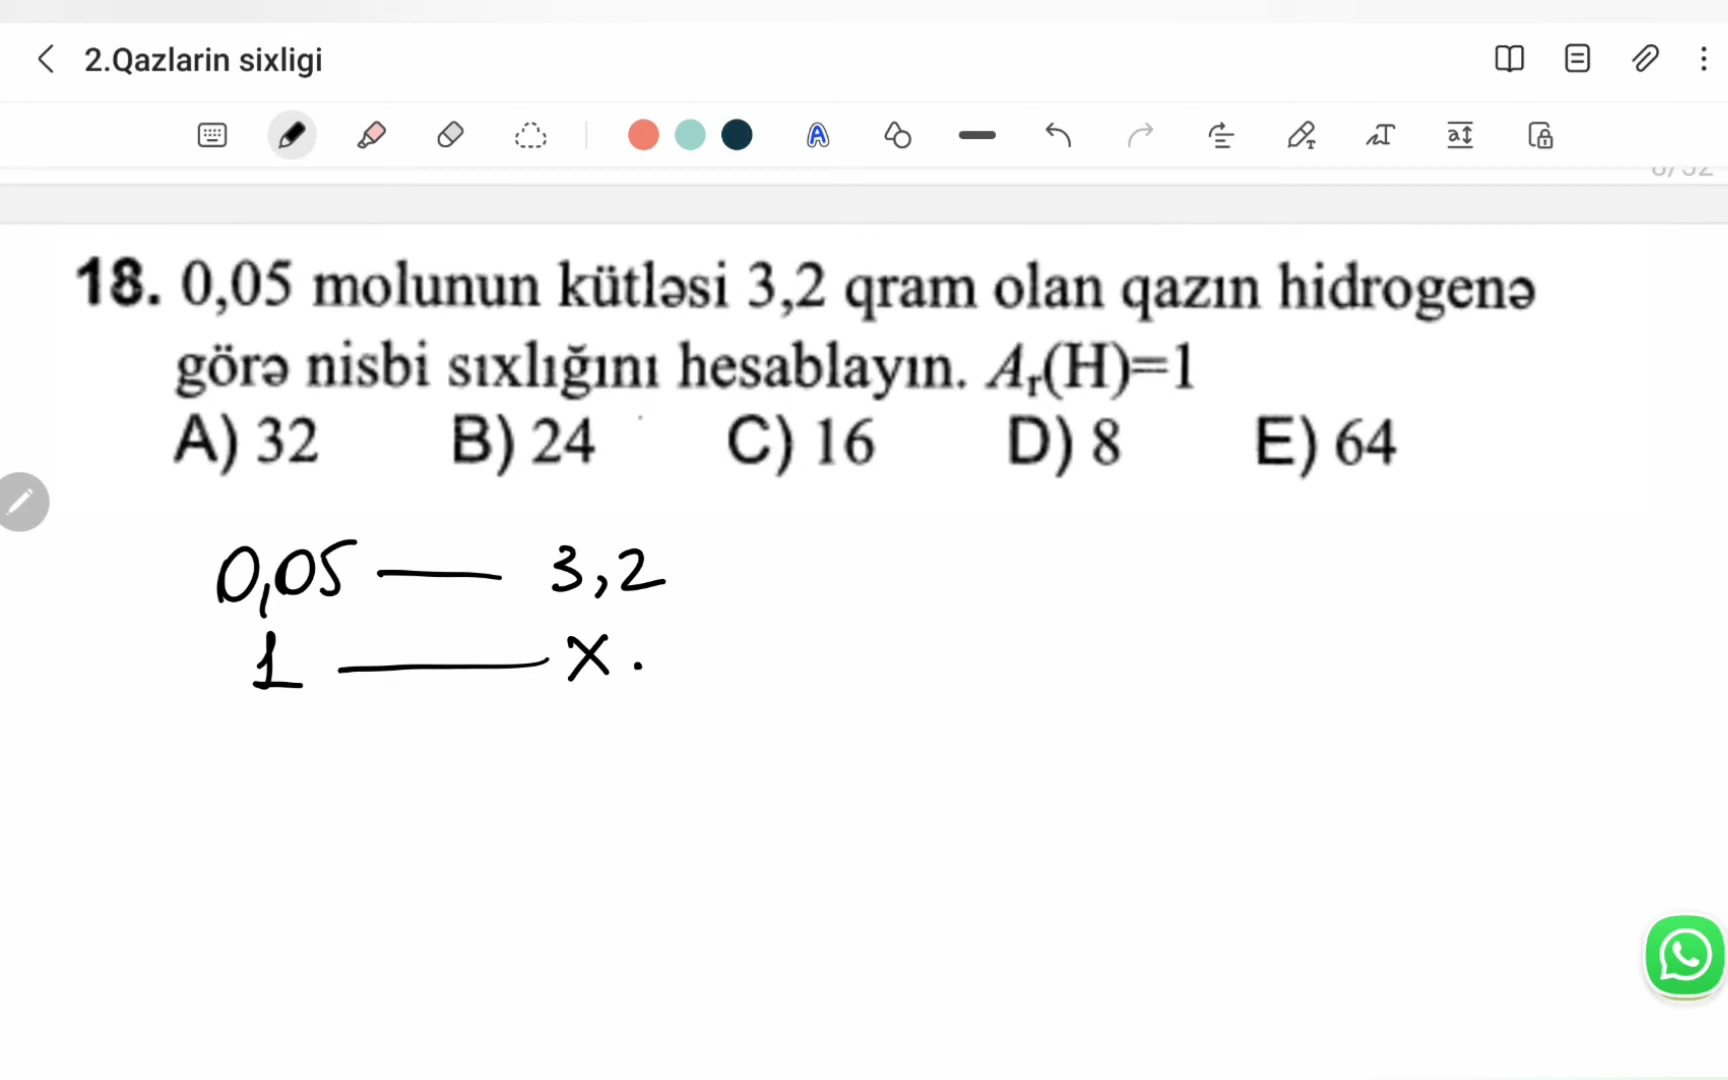 2.Qazlarin sixligi
18. 0,05 molunun kütləsi 3,2 qram olan qazın hidrogenə
görə nisbi sıxlığını hesablayın. Aᵣ(H)=1
A) 32 B) 24 C) 16 D) 8 E) 64
0,05 — 3,2
1 — x.